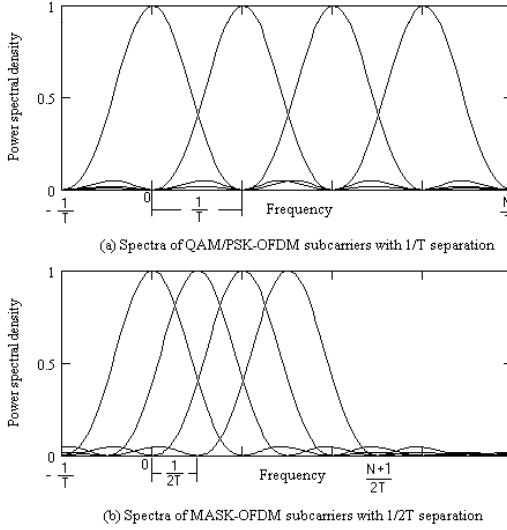 Power spectral density
1
0.5
0
- 1/T
0
1/T
Frequency
(a) Spectra of QAM/PSK-OFDM subcarriers with 1/T separation
Power spectral density
1
0.5
0
- 1/T
0
1/2T
Frequency
N+1/2T
(b) Spectra of MASK-OFDM subcarriers with 1/2T separation